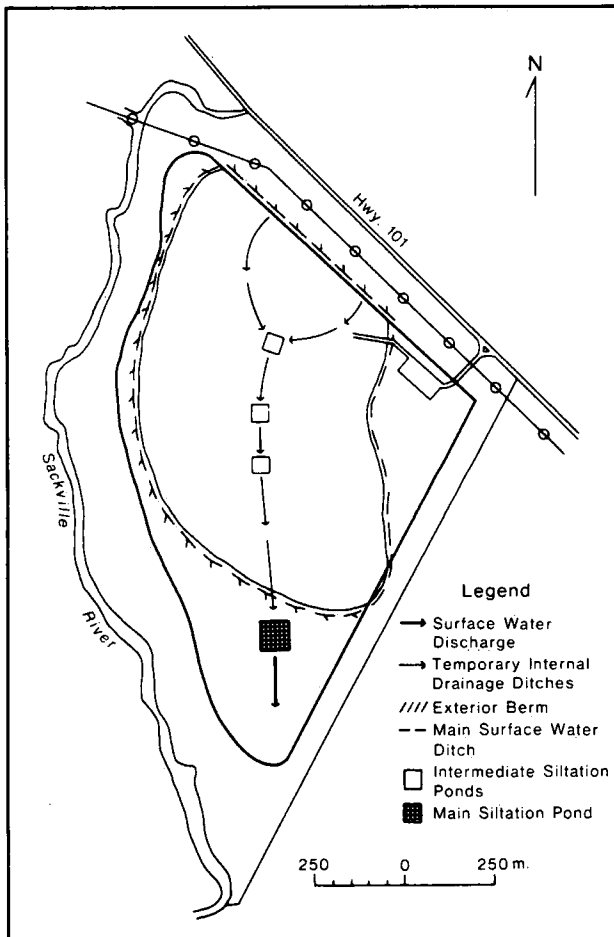 N
Hwy. 101
Sackville
River
Legend
Surface Water
Discharge
Temporary Internal
Drainage Ditches
Exterior Berm
Main Surface Water
Ditch
Intermediate Siltation
Ponds
Main Siltation Pond
250 0 250 m.